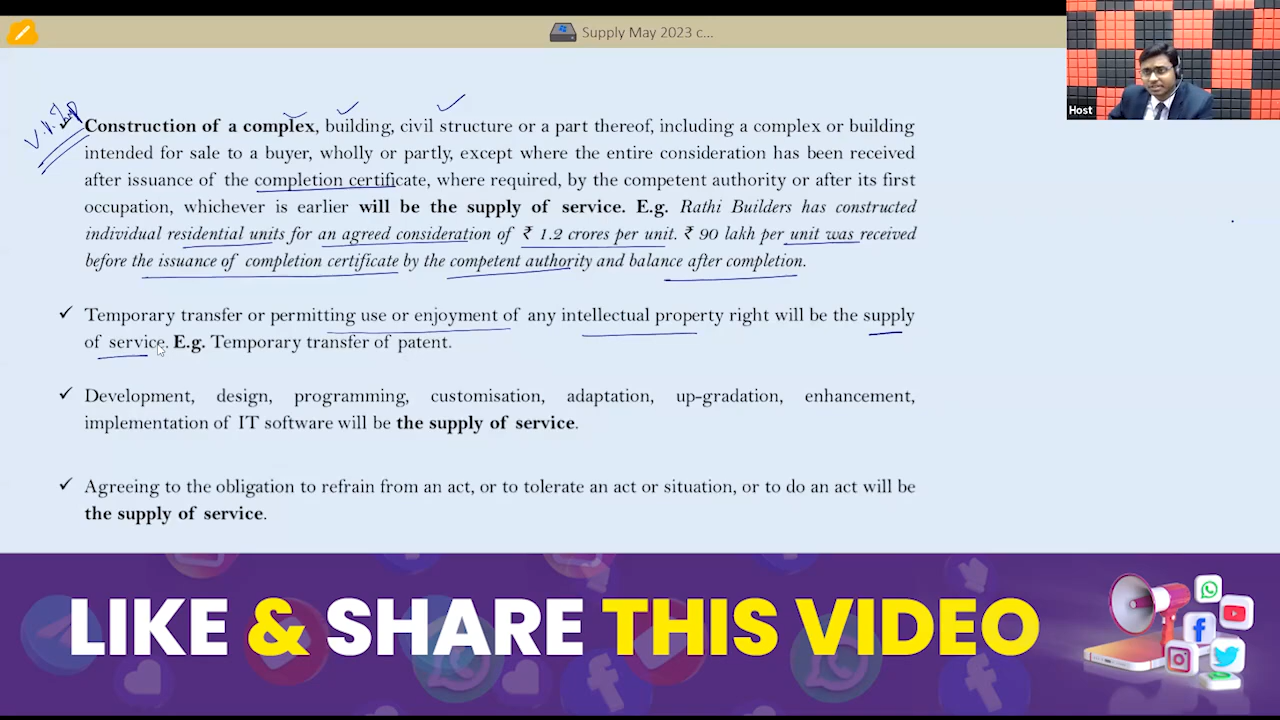 Supply May 2023 c...
Host
V.V.Imp
Construction of a complex, building, civil structure or a part thereof, including a complex or building
intended for sale to a buyer, wholly or partly, except where the entire consideration has been received
after issuance of the completion certificate, where required, by the competent authority or after its first
occupation, whichever is earlier will be the supply of service. E.g. Rathi Builders has constructed
individual residential units for an agreed consideration of ₹ 1.2 crores per unit. ₹ 90 lakh per unit was received
before the issuance of completion certificate by the competent authority and balance after completion.
✓ Temporary transfer or permitting use or enjoyment of any intellectual property right will be the supply
of service. E.g. Temporary transfer of patent.
✓ Development, design, programming, customisation, adaptation, up-gradation, enhancement,
implementation of IT software will be the supply of service.
✓ Agreeing to the obligation to refrain from an act, or to tolerate an act or situation, or to do an act will be
the supply of service.
LIKE & SHARE THIS VIDEO